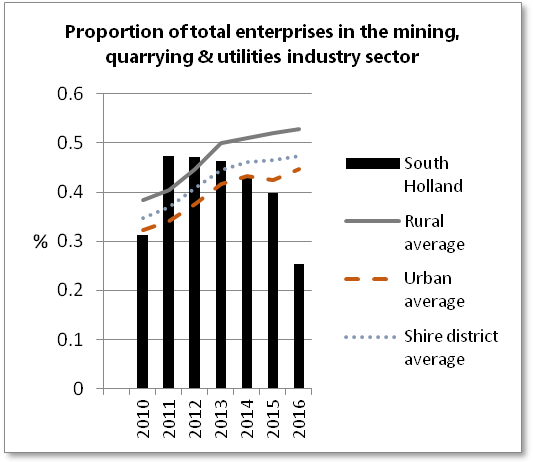 Proportion of total enterprises in the mining,
quarrying & utilities industry sector
0.6
0.5
0.4
0.3
0.2
0.1
0
%
2010
2011
2012
2013
2014
2015
2016
South
Holland
Rural
average
Urban
average
Shire district
average